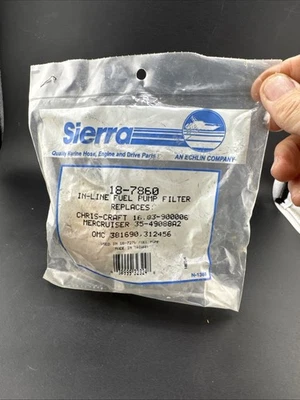 Sierra
Quality Marine Hose, Engine and Drive Parts
AN ECHLIN COMPANY
18-7860
IN-LINE FUEL PUMP FILTER
REPLACES:
CHRIS-CRAFT 16.83-900006
MERCRUISER 35-49088A2
OMC 381690,312456